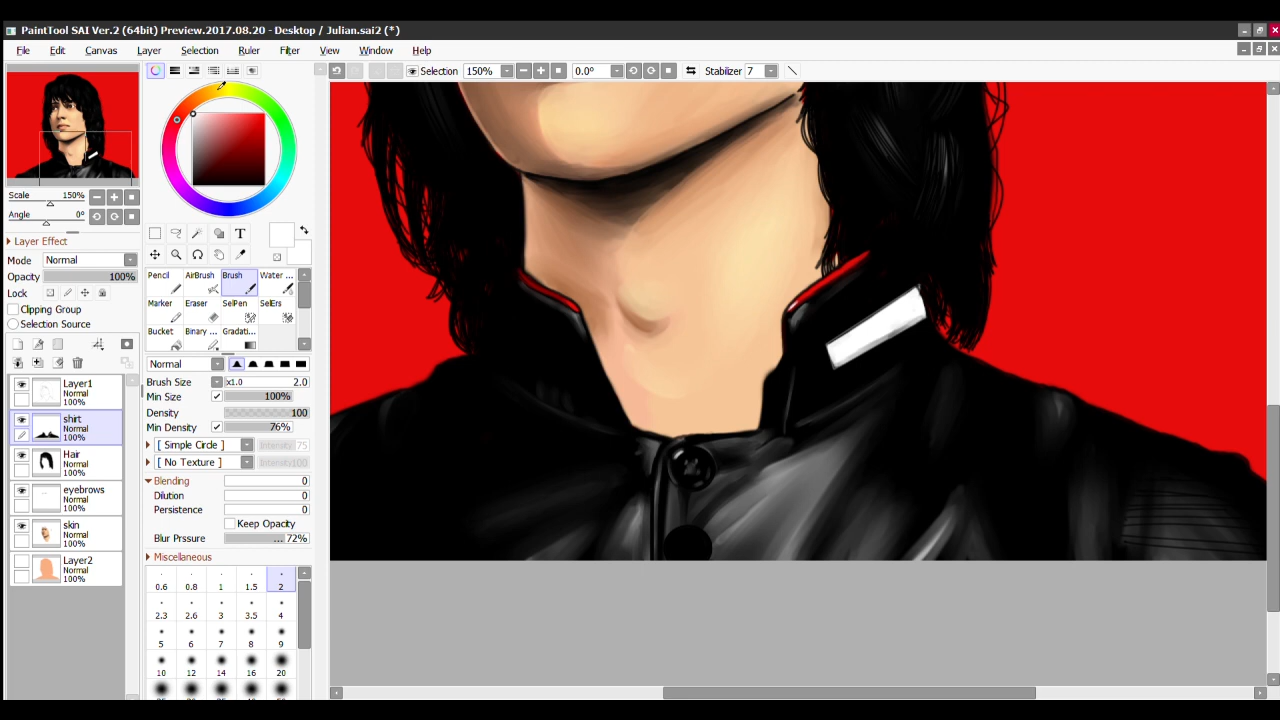 PaintTool SAI Ver.2 (64bit) Preview.2017.08.20 - Desktop / Julian.sai2 (*)
File Edit Canvas Layer Selection Ruler Filter View Window Help
Selection 150% 0.0º Stabilizer 7
Scale 150%
Angle 0º
Layer Effect
Mode Normal
Opacity 100%
Lock
Clipping Group
Selection Source
Layer1
Normal
100%
shirt
Normal
100%
Hair
Normal
100%
eyebrows
Normal
100%
skin
Normal
100%
Layer2
Normal
100%
T
Pencil AirBrush Brush Water ...
Marker Eraser SelPen SelErs
Bucket Binary ... Gradati...
Normal
Brush Size x1.0 2.0
Min Size 100%
Density 100
Min Density 76%
[ Simple Circle ] Intensity 75
[ No Texture ] Intensity 100
Blending 0
Dilution 0
Persistence 0
Keep Opacity
Blur Prssure ... 72%
Miscellaneous
0.6 0.8 1 1.5 2
2.3 2.6 3 3.5 4
5 6 7 8 9
10 12 14 16 20